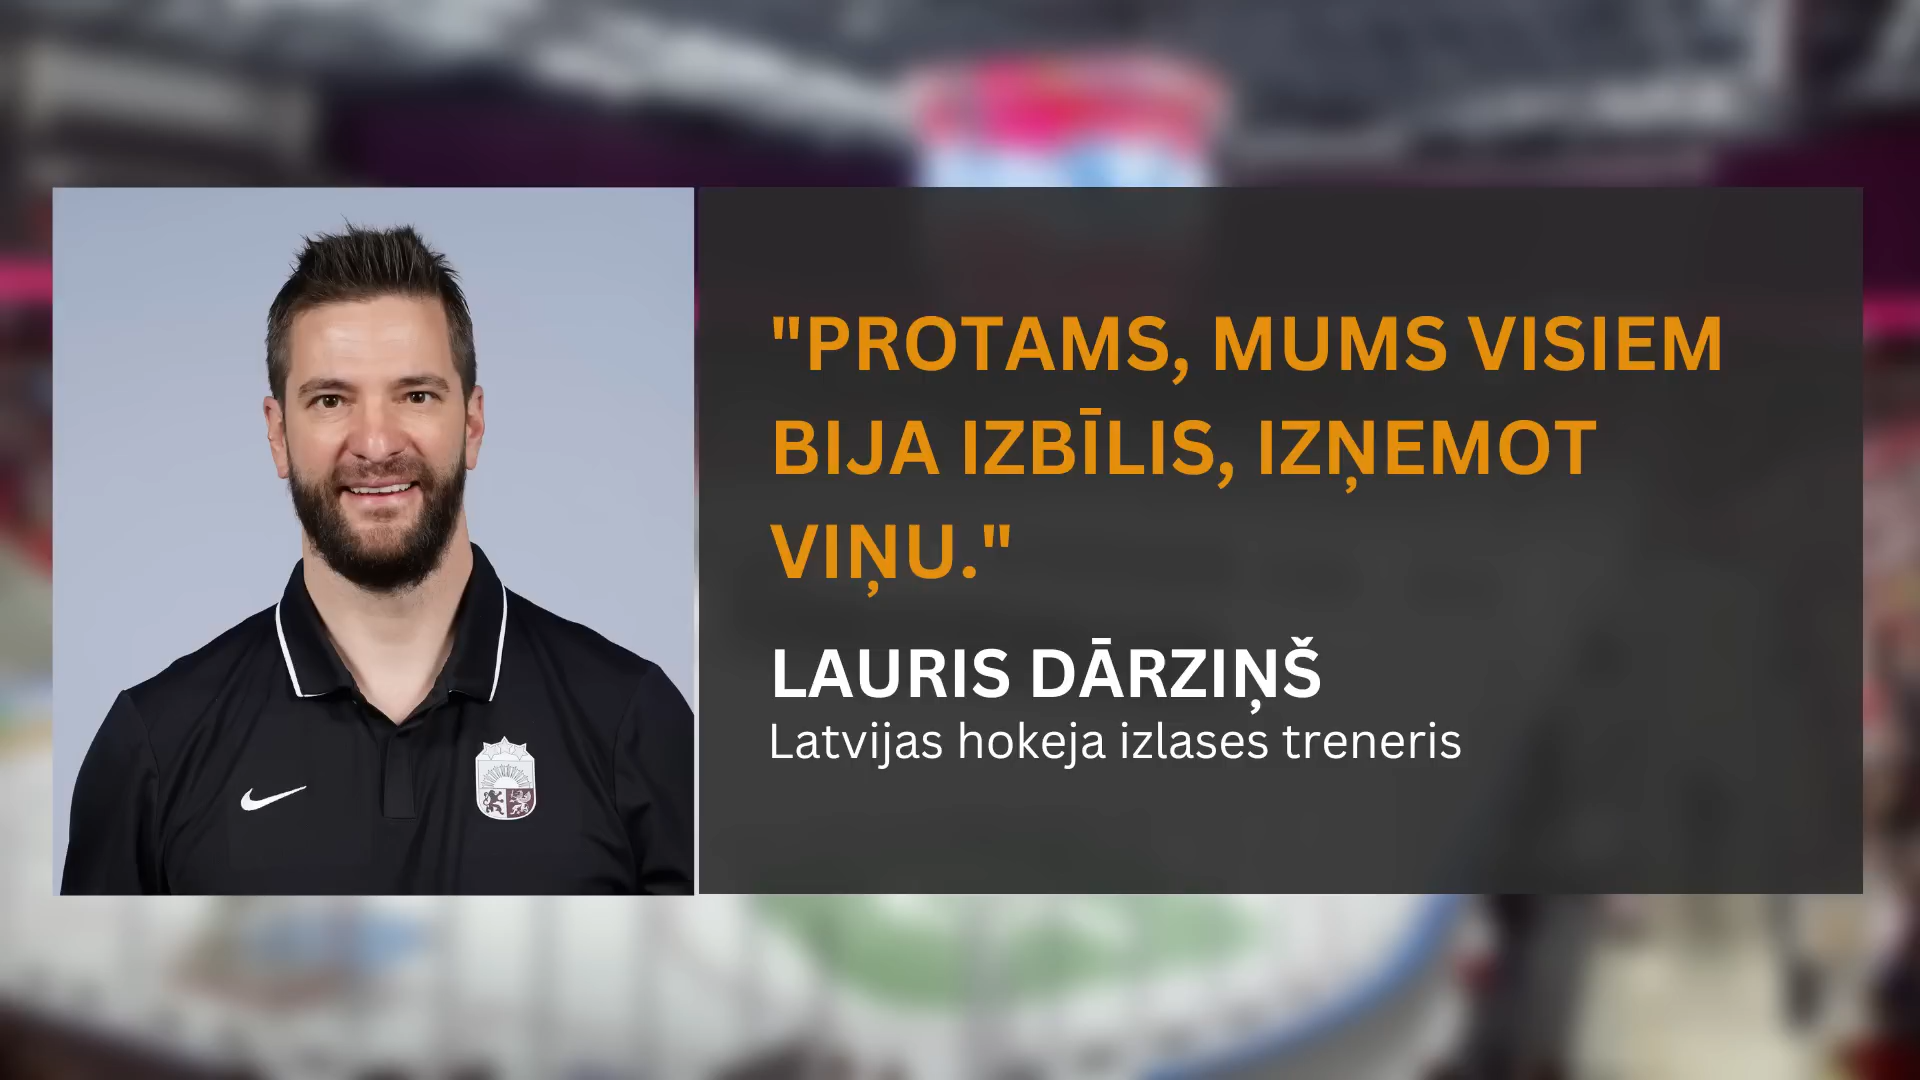 "PROTAMS, MUMS VISIEM
BIJA IZBĪLIS, IZŅEMOT
VIŅU."
LAURIS DĀRZIŅŠ
Latvijas hokeja izlases treneris